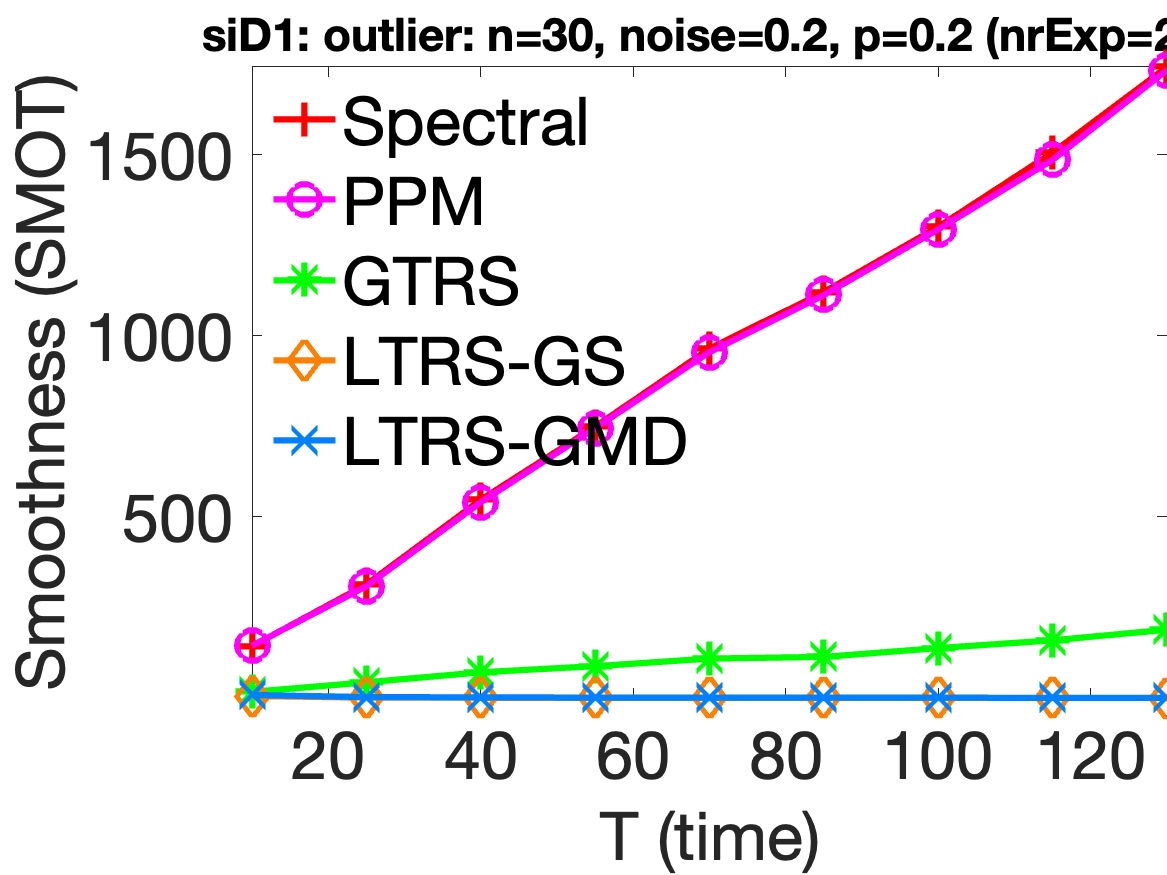 siD1: outlier: n=30, noise=0.2, p=0.2 (nrExp=2
Smoothness (SMOT)
1500
1000
500
Spectral
PPM
GTRS
LTRS-GS
LTRS-GMD
20 40 60 80 100 120
T (time)